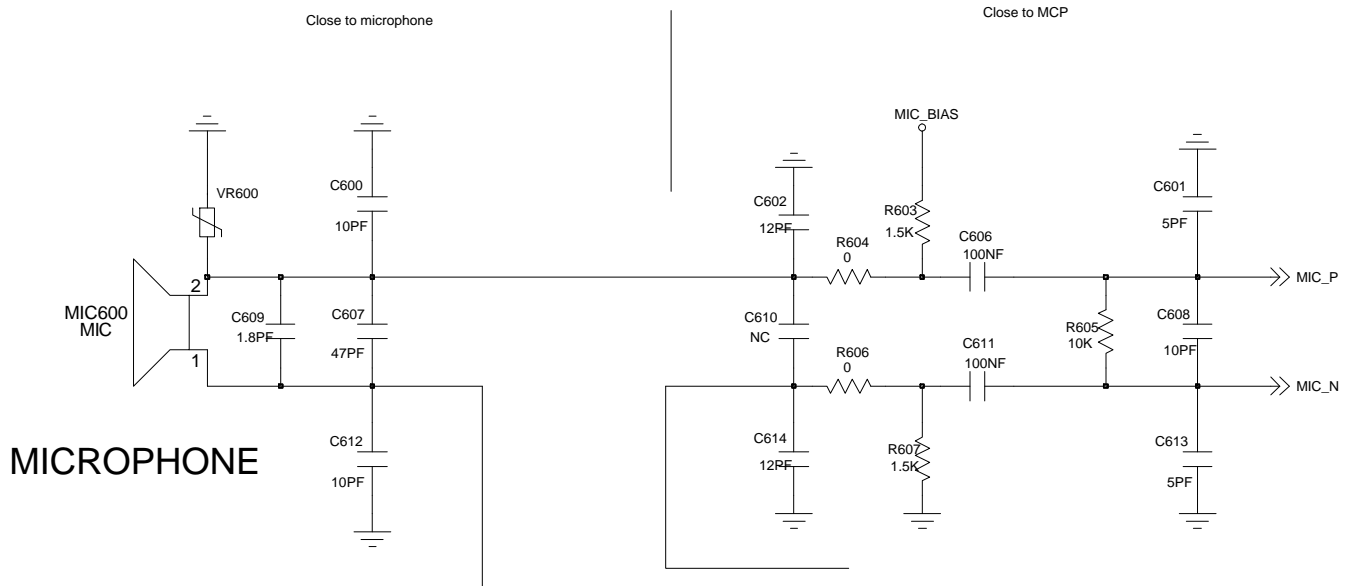 Close to microphone
Close to MCP
MIC_BIAS
VR600
C600
10PF
C602
12PF
R603
1.5K
C601
5PF
R604
0
C606
100NF
MIC_P
2
MIC600
MIC
1
C609
1.8PF
C607
47PF
C610
NC
R605
10K
C608
10PF
R606
0
C611
100NF
MIC_N
C612
10PF
C614
12PF
R607
1.5K
C613
5PF
MICROPHONE